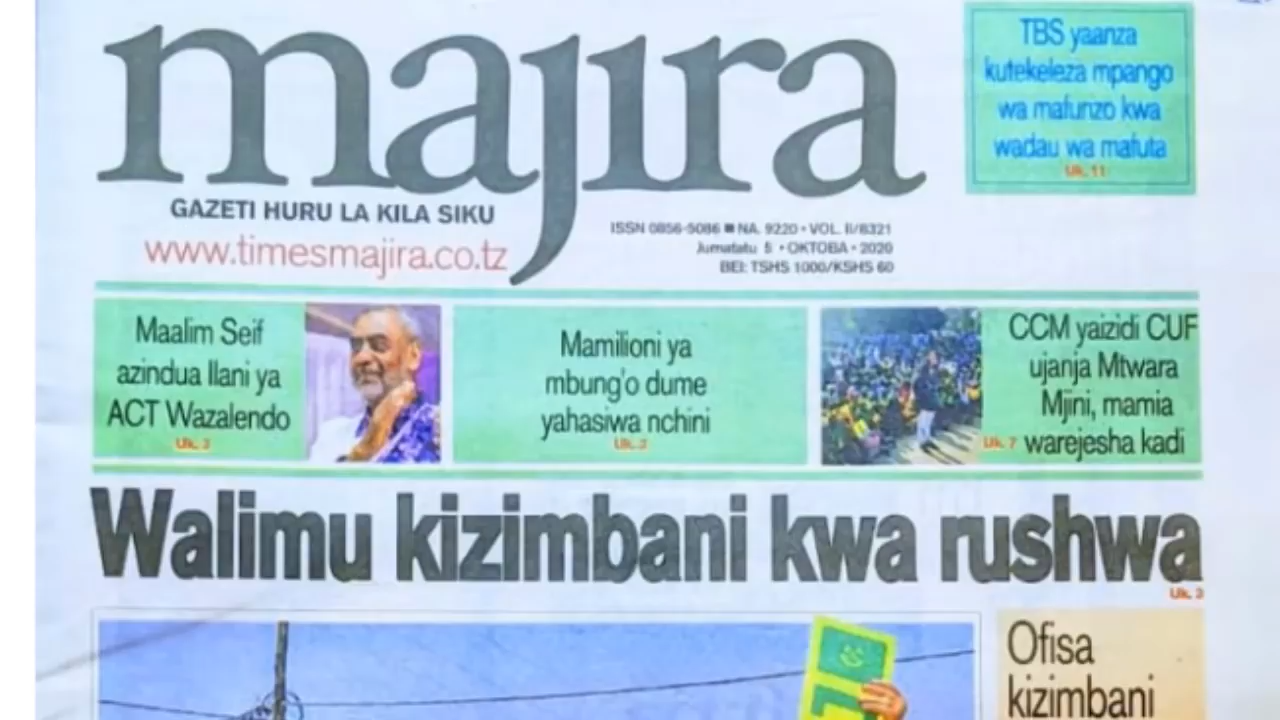 majira
GAZETI HURU LA KILA SIKU
www.timesmajira.co.tz
ISSN 0856-5086 ■ NA. 9220 • VOL. II/8321
Jumatatu 5 • OKTOBA • 2020
BEI: TSHS 1000/KSHS 60
TBS yaanza
kutekeleza mpango
wa mafunzo kwa
wadau wa mafuta
Uk. 11
Maalim Seif
azindua Ilani ya
ACT Wazalendo
Uk. 2
Mamilioni ya
mbung'o dume
yahasiwa nchini
Uk. 2
CCM yaizidi CUF
ujanja Mtwara
Mjini, mamia
Uk. 7 warejesha kadi
Walimu kizimbani kwa rushwa
Uk. 3
Ofisa
kizimbani